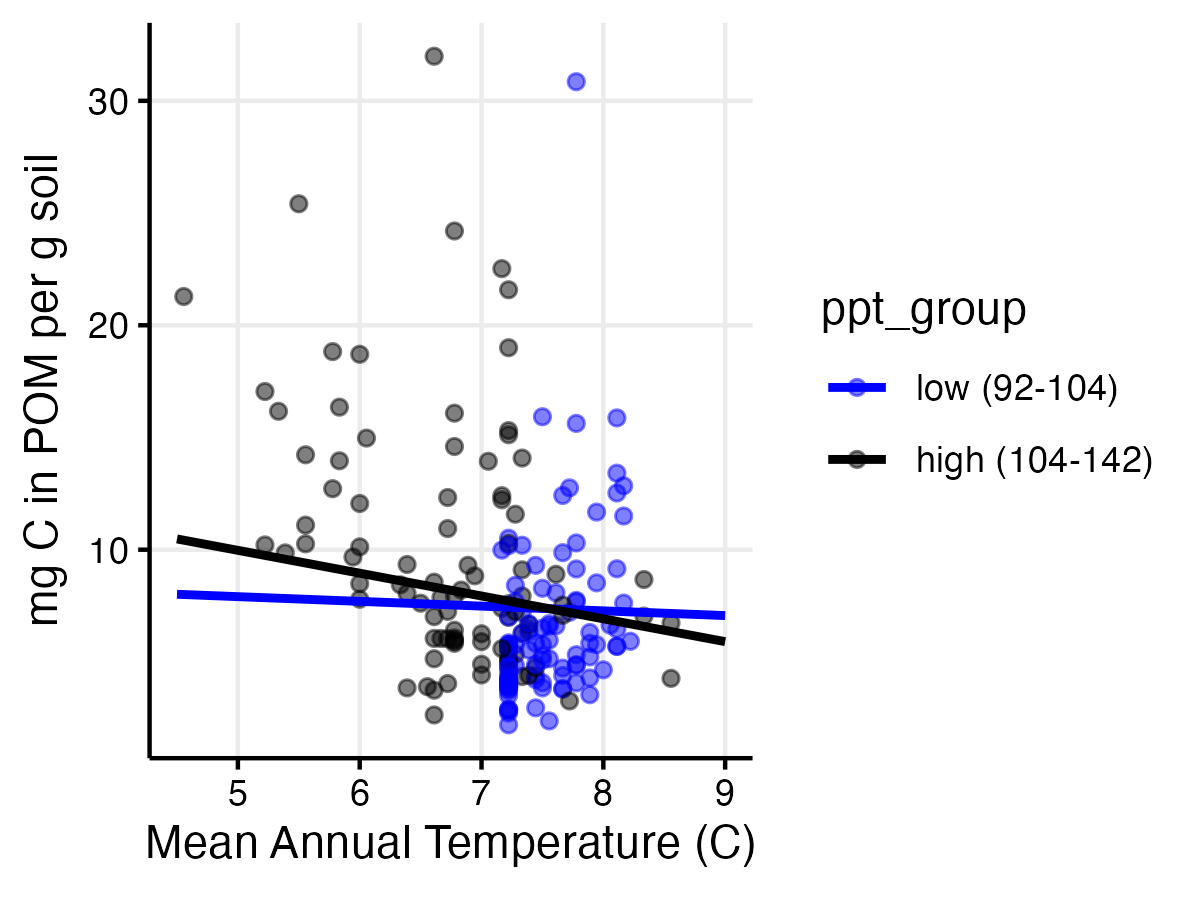 30
20
10
mg C in POM per g soil
5 6 7 8 9
Mean Annual Temperature (C)
ppt_group
low (92-104)
high (104-142)